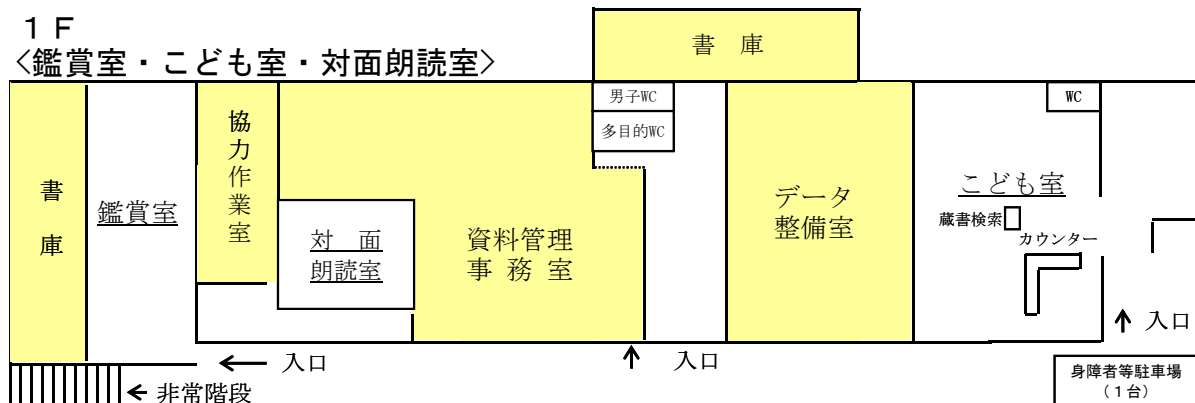 １Ｆ
<鑑賞室・こども室・対面朗読室>
書　庫
男子WC
多目的WC
WC
協力作業室
書庫
鑑賞室
対　面
朗読室
資料管理
事 務 室
データ
整備室
こども室
蔵書検索
カウンター
入口
入口
入口
非常階段
身障者等駐車場
（１台）